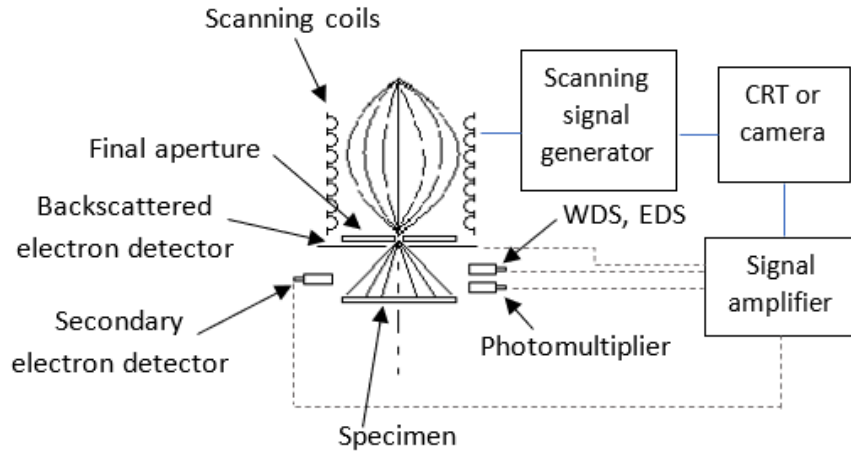 Scanning coils
Scanning
signal
generator
CRT or
camera
Final aperture
Backscattered
electron detector
WDS, EDS
Signal
amplifier
Secondary
electron detector
Photomultiplier
Specimen